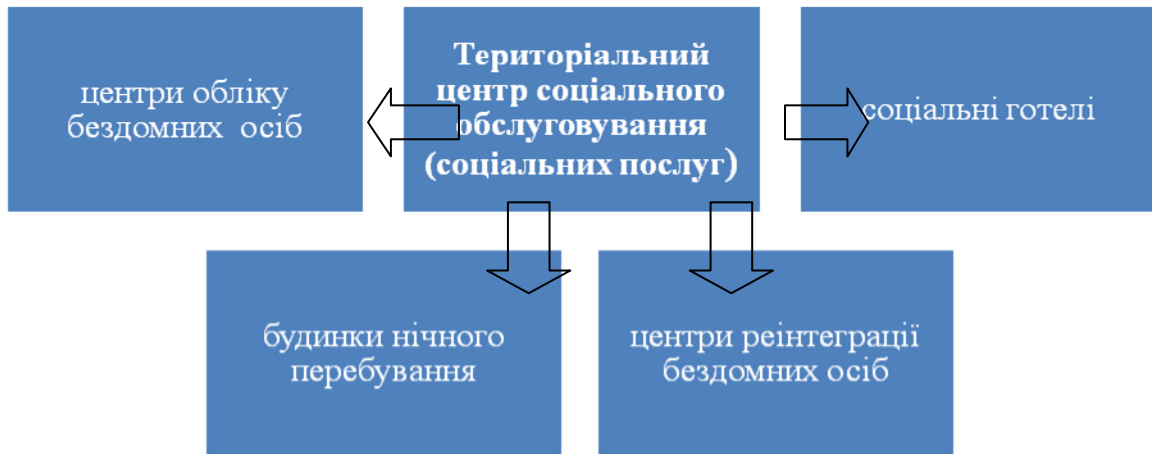 центри обліку
бездомних осіб
Територіальний
центр соціального
обслуговування
(соціальних послуг)
соціальні готелі
будинки нічного
перебування
центри реінтеграції
бездомних осіб